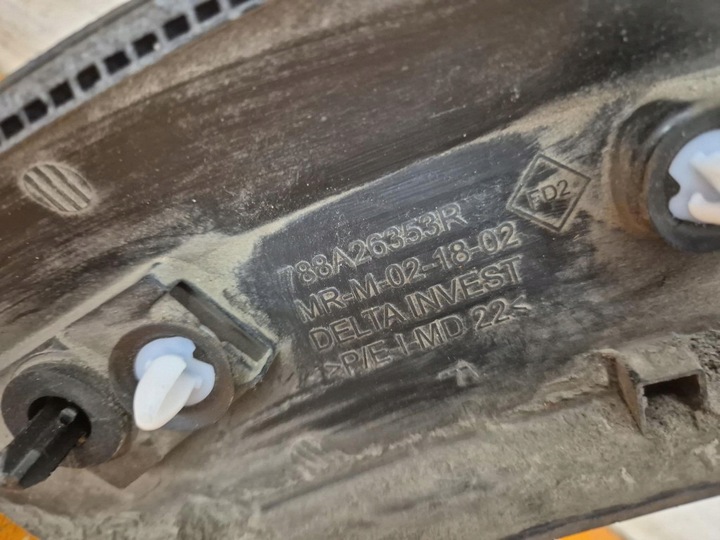 788A26353R
MR-M-02-18-02
DELTA INVEST
>P/E-I-MD 22<
FD2